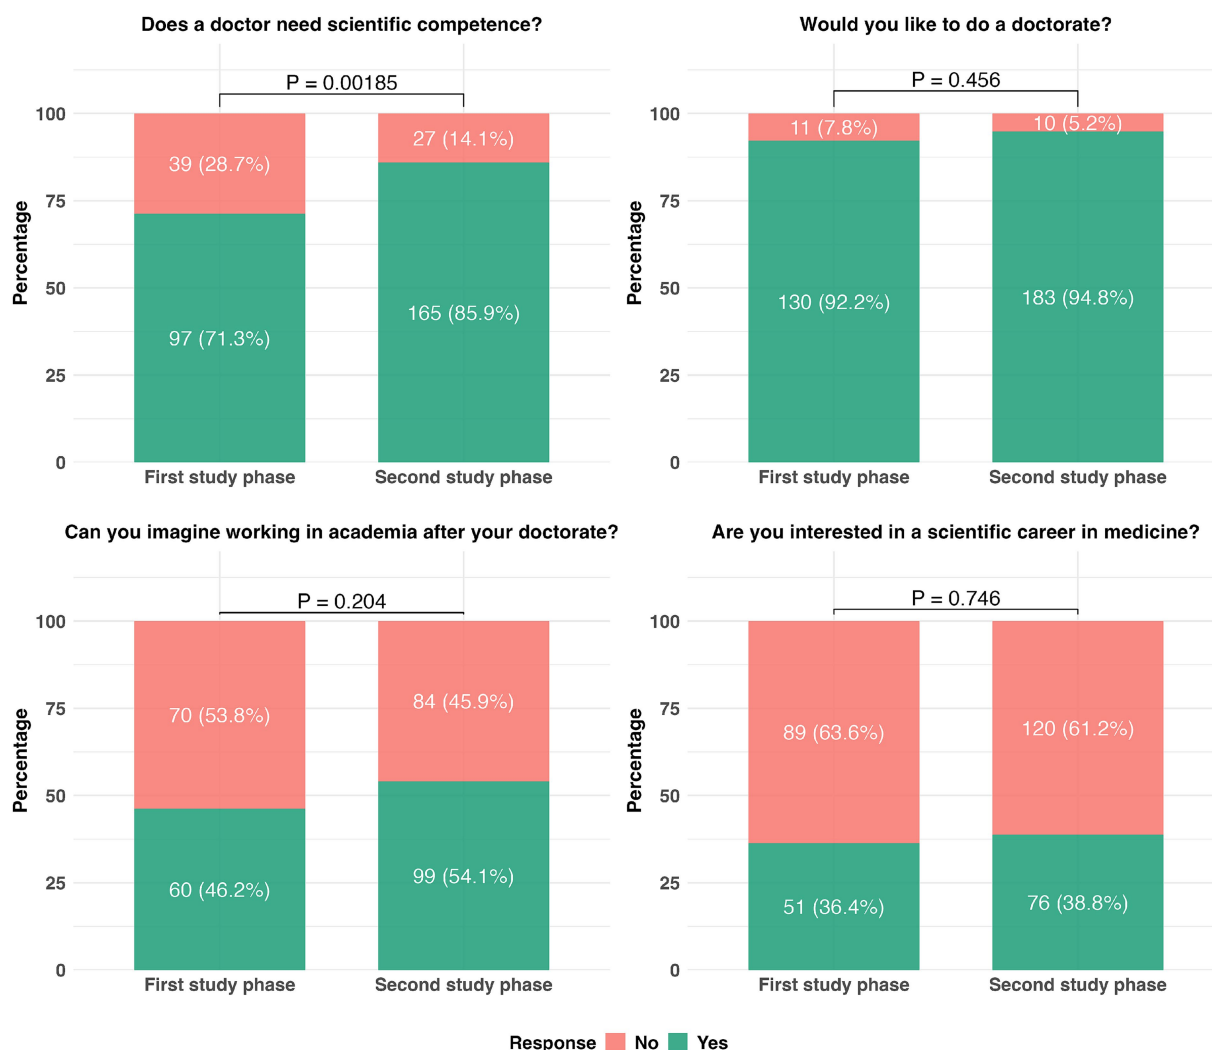 Does a doctor need scientific competence?
P = 0.00185
100
75
50
25
0
Percentage
39 (28.7%)
97 (71.3%)
27 (14.1%)
165 (85.9%)
First study phase
Second study phase
Would you like to do a doctorate?
P = 0.456
100
75
50
25
0
Percentage
11 (7.8%)
130 (92.2%)
10 (5.2%)
183 (94.8%)
First study phase
Second study phase
Can you imagine working in academia after your doctorate?
P = 0.204
100
75
50
25
0
Percentage
70 (53.8%)
60 (46.2%)
84 (45.9%)
99 (54.1%)
First study phase
Second study phase
Are you interested in a scientific career in medicine?
P = 0.746
100
75
50
25
0
Percentage
89 (63.6%)
51 (36.4%)
120 (61.2%)
76 (38.8%)
First study phase
Second study phase
Response No Yes